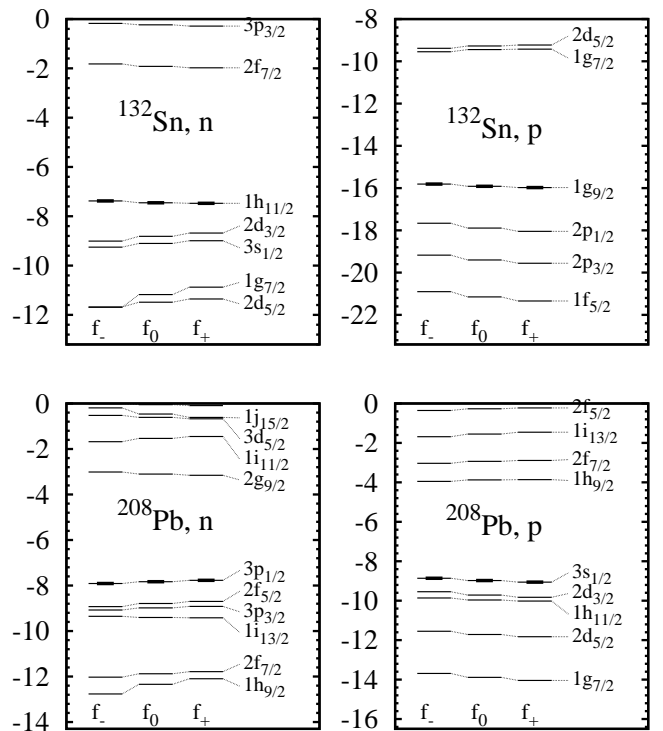 0
-2
-4
-6
-8
-10
-12
3p3/2
2f7/2
132Sn, n
1h11/2
2d3/2
3s1/2
1g7/2
2d5/2
f- f0 f+
-8
-10
-12
-14
-16
-18
-20
-22
2d5/2
1g7/2
132Sn, p
1g9/2
2p1/2
2p3/2
1f5/2
f- f0 f+
0
-2
-4
-6
-8
-10
-12
-14
1j15/2
3d5/2
1i11/2
2g9/2
208Pb, n
3p1/2
2f5/2
3p3/2
1i13/2
2f7/2
1h9/2
f- f0 f+
0
-2
-4
-6
-8
-10
-12
-14
-16
2f5/2
1i13/2
2f7/2
1h9/2
208Pb, p
3s1/2
2d3/2
1h11/2
2d5/2
1g7/2
f- f0 f+